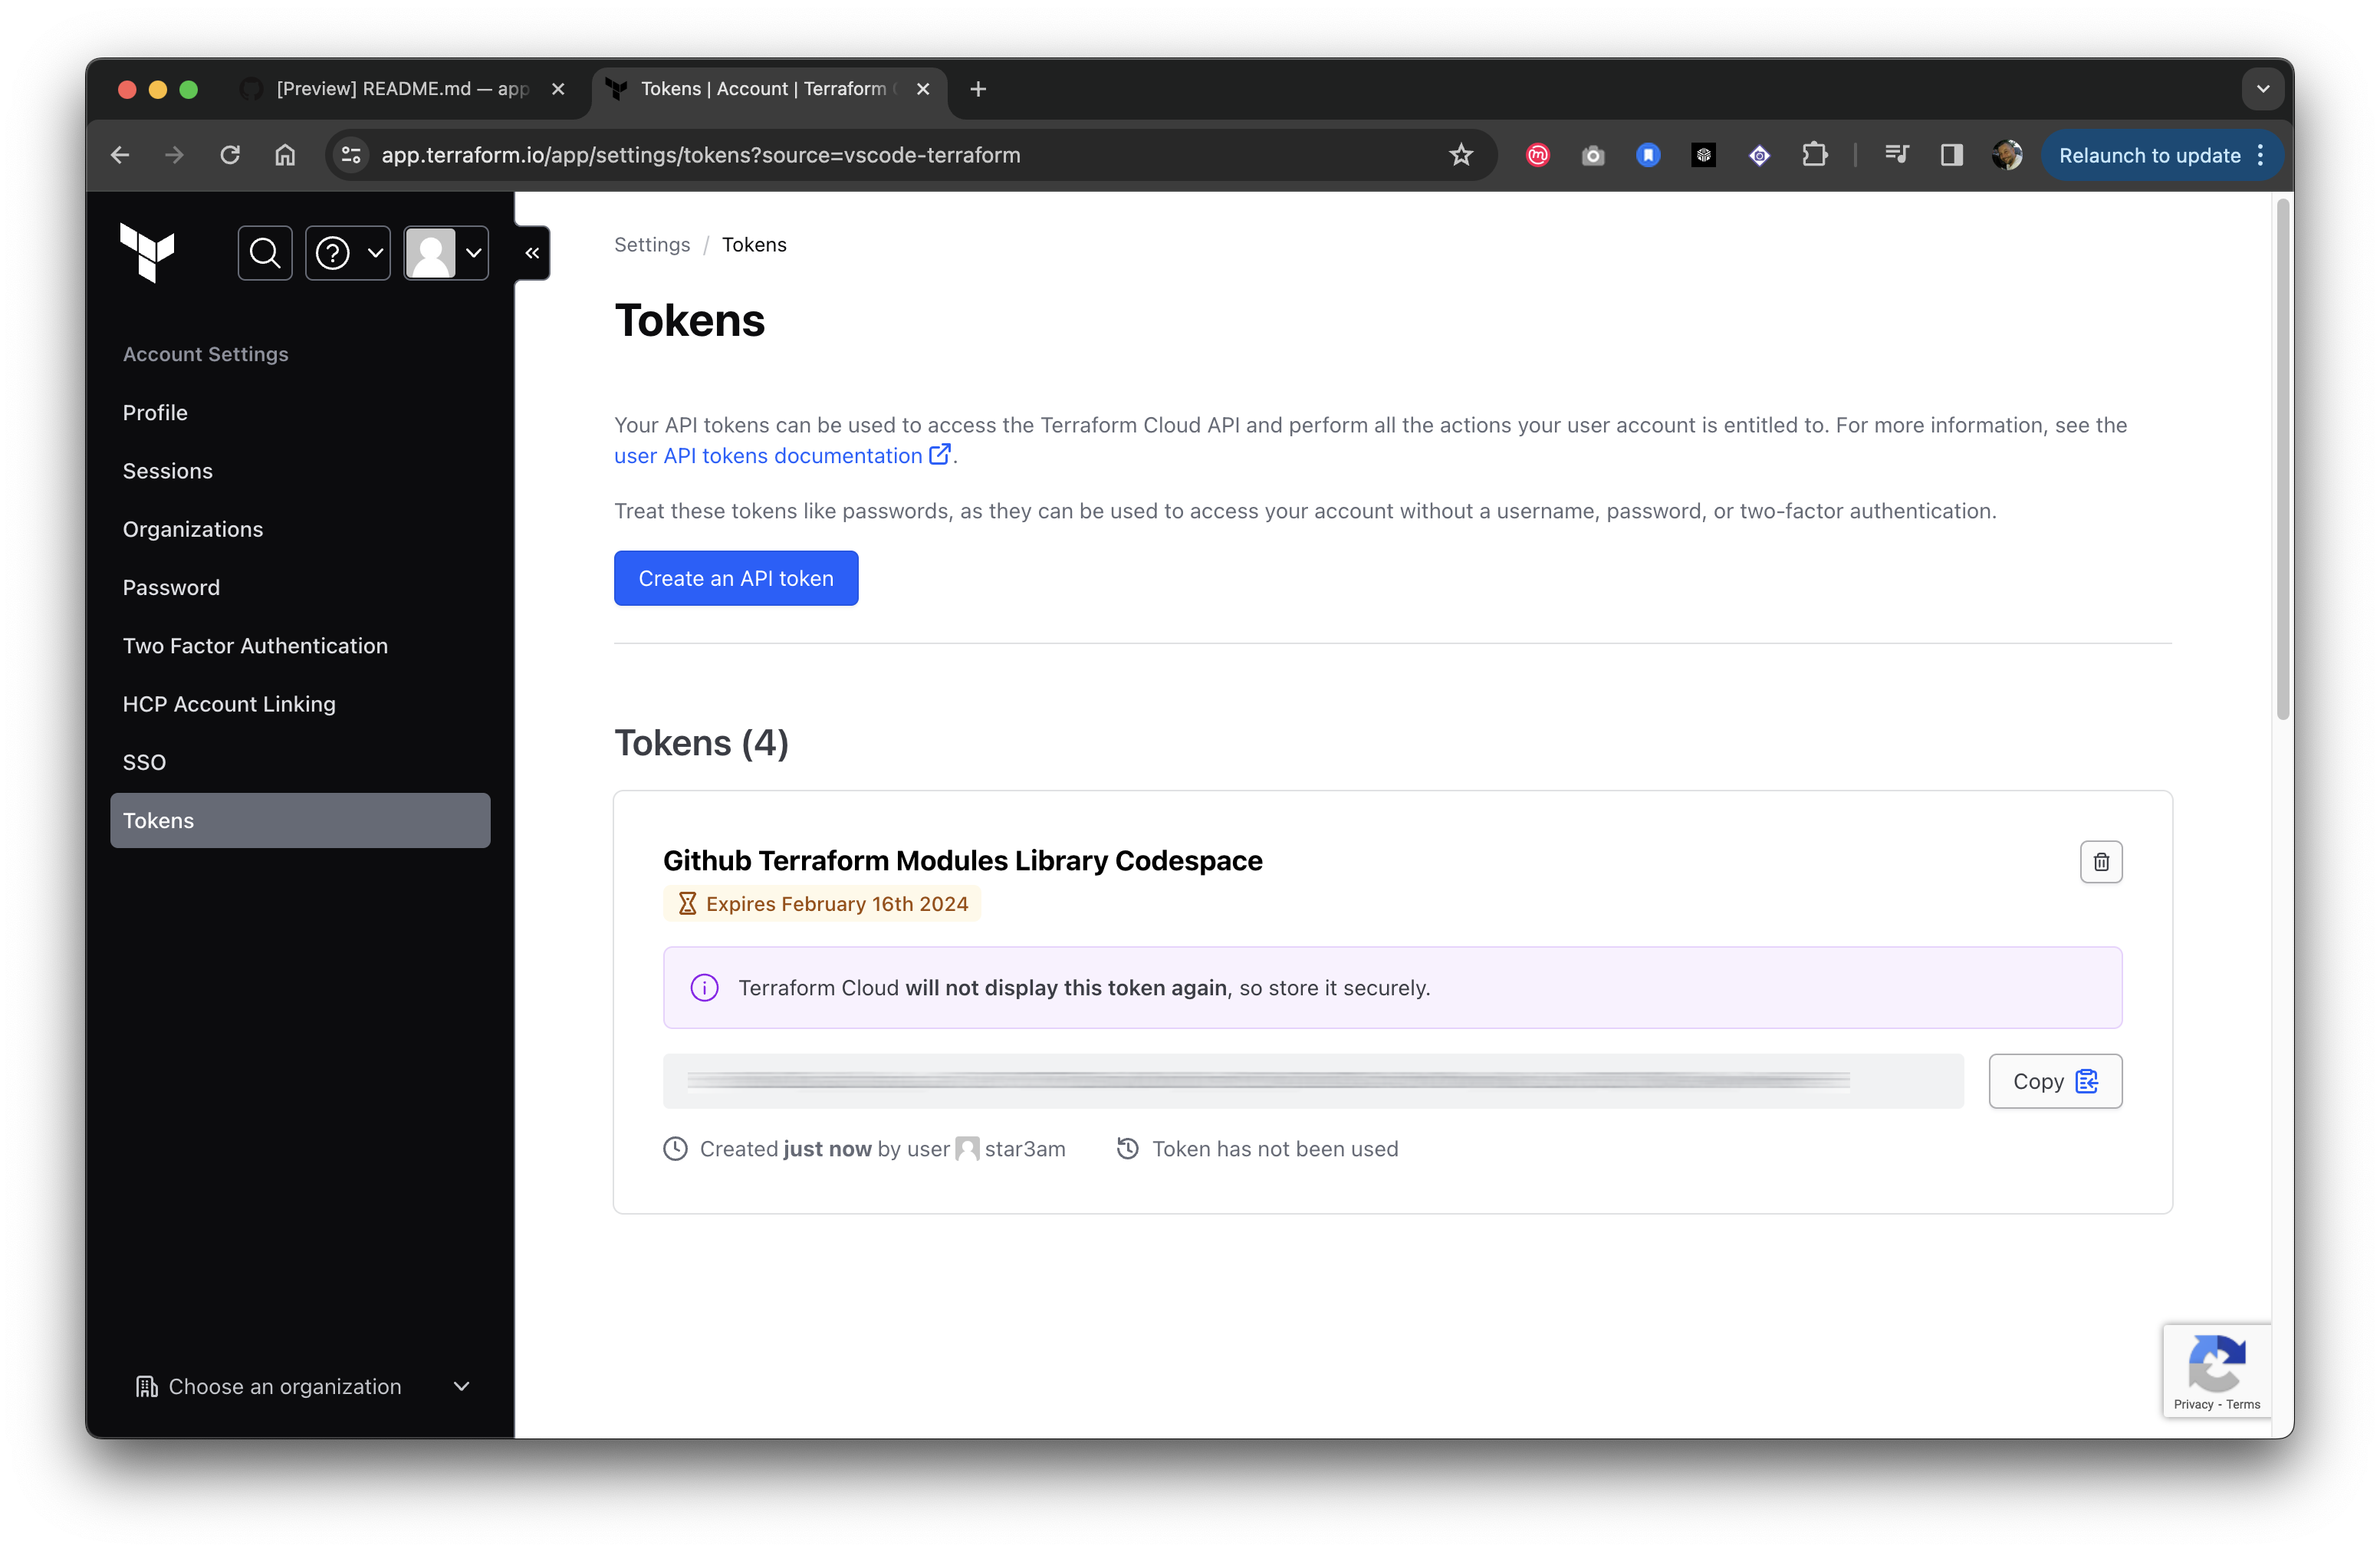 [Preview] README.md — app
Tokens | Account | Terraform
app.terraform.io/app/settings/tokens?source=vscode-terraform
Relaunch to update
Account Settings
Profile
Sessions
Organizations
Password
Two Factor Authentication
HCP Account Linking
SSO
Tokens
Choose an organization
Settings / Tokens
Tokens
Your API tokens can be used to access the Terraform Cloud API and perform all the actions your user account is entitled to. For more information, see the
user API tokens documentation.
Treat these tokens like passwords, as they can be used to access your account without a username, password, or two-factor authentication.
Create an API token
Tokens (4)
Github Terraform Modules Library Codespace
Expires February 16th 2024
Terraform Cloud will not display this token again, so store it securely.
Copy
Created just now by user star3am
Token has not been used
Privacy - Terms